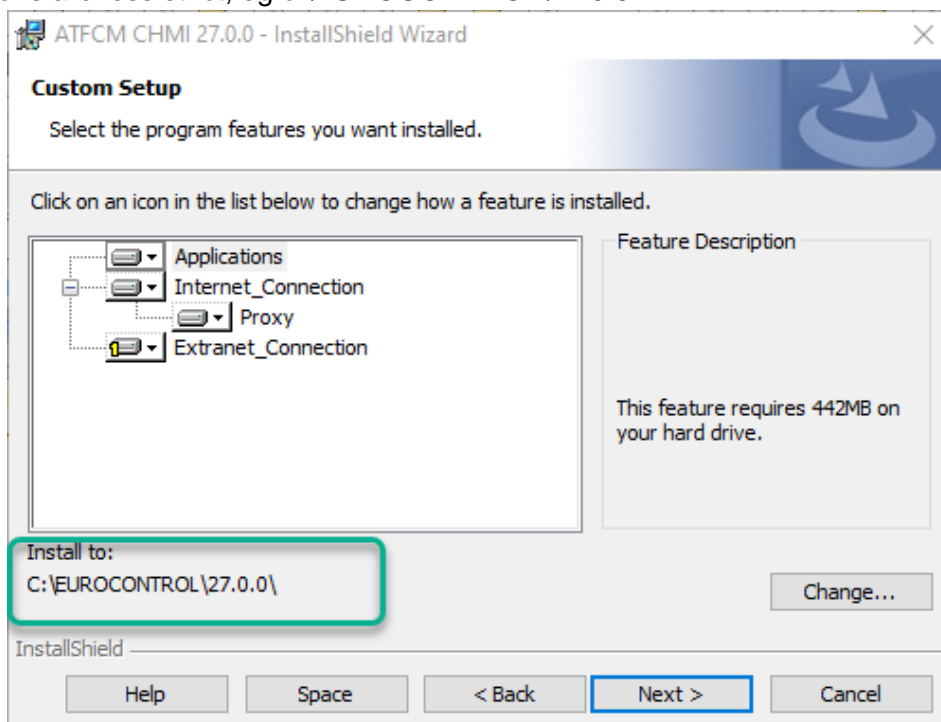 ATFCM CHMI 27.0.0 - InstallShield Wizard
Custom Setup
Select the program features you want installed.
Click on an icon in the list below to change how a feature is installed.
Applications
Internet_Connection
Proxy
Extranet_Connection
Feature Description
This feature requires 442MB on
your hard drive.
Install to:
C:\EUROCONTROL\27.0.0\
Change...
InstallShield
Help
Space
< Back
Next >
Cancel